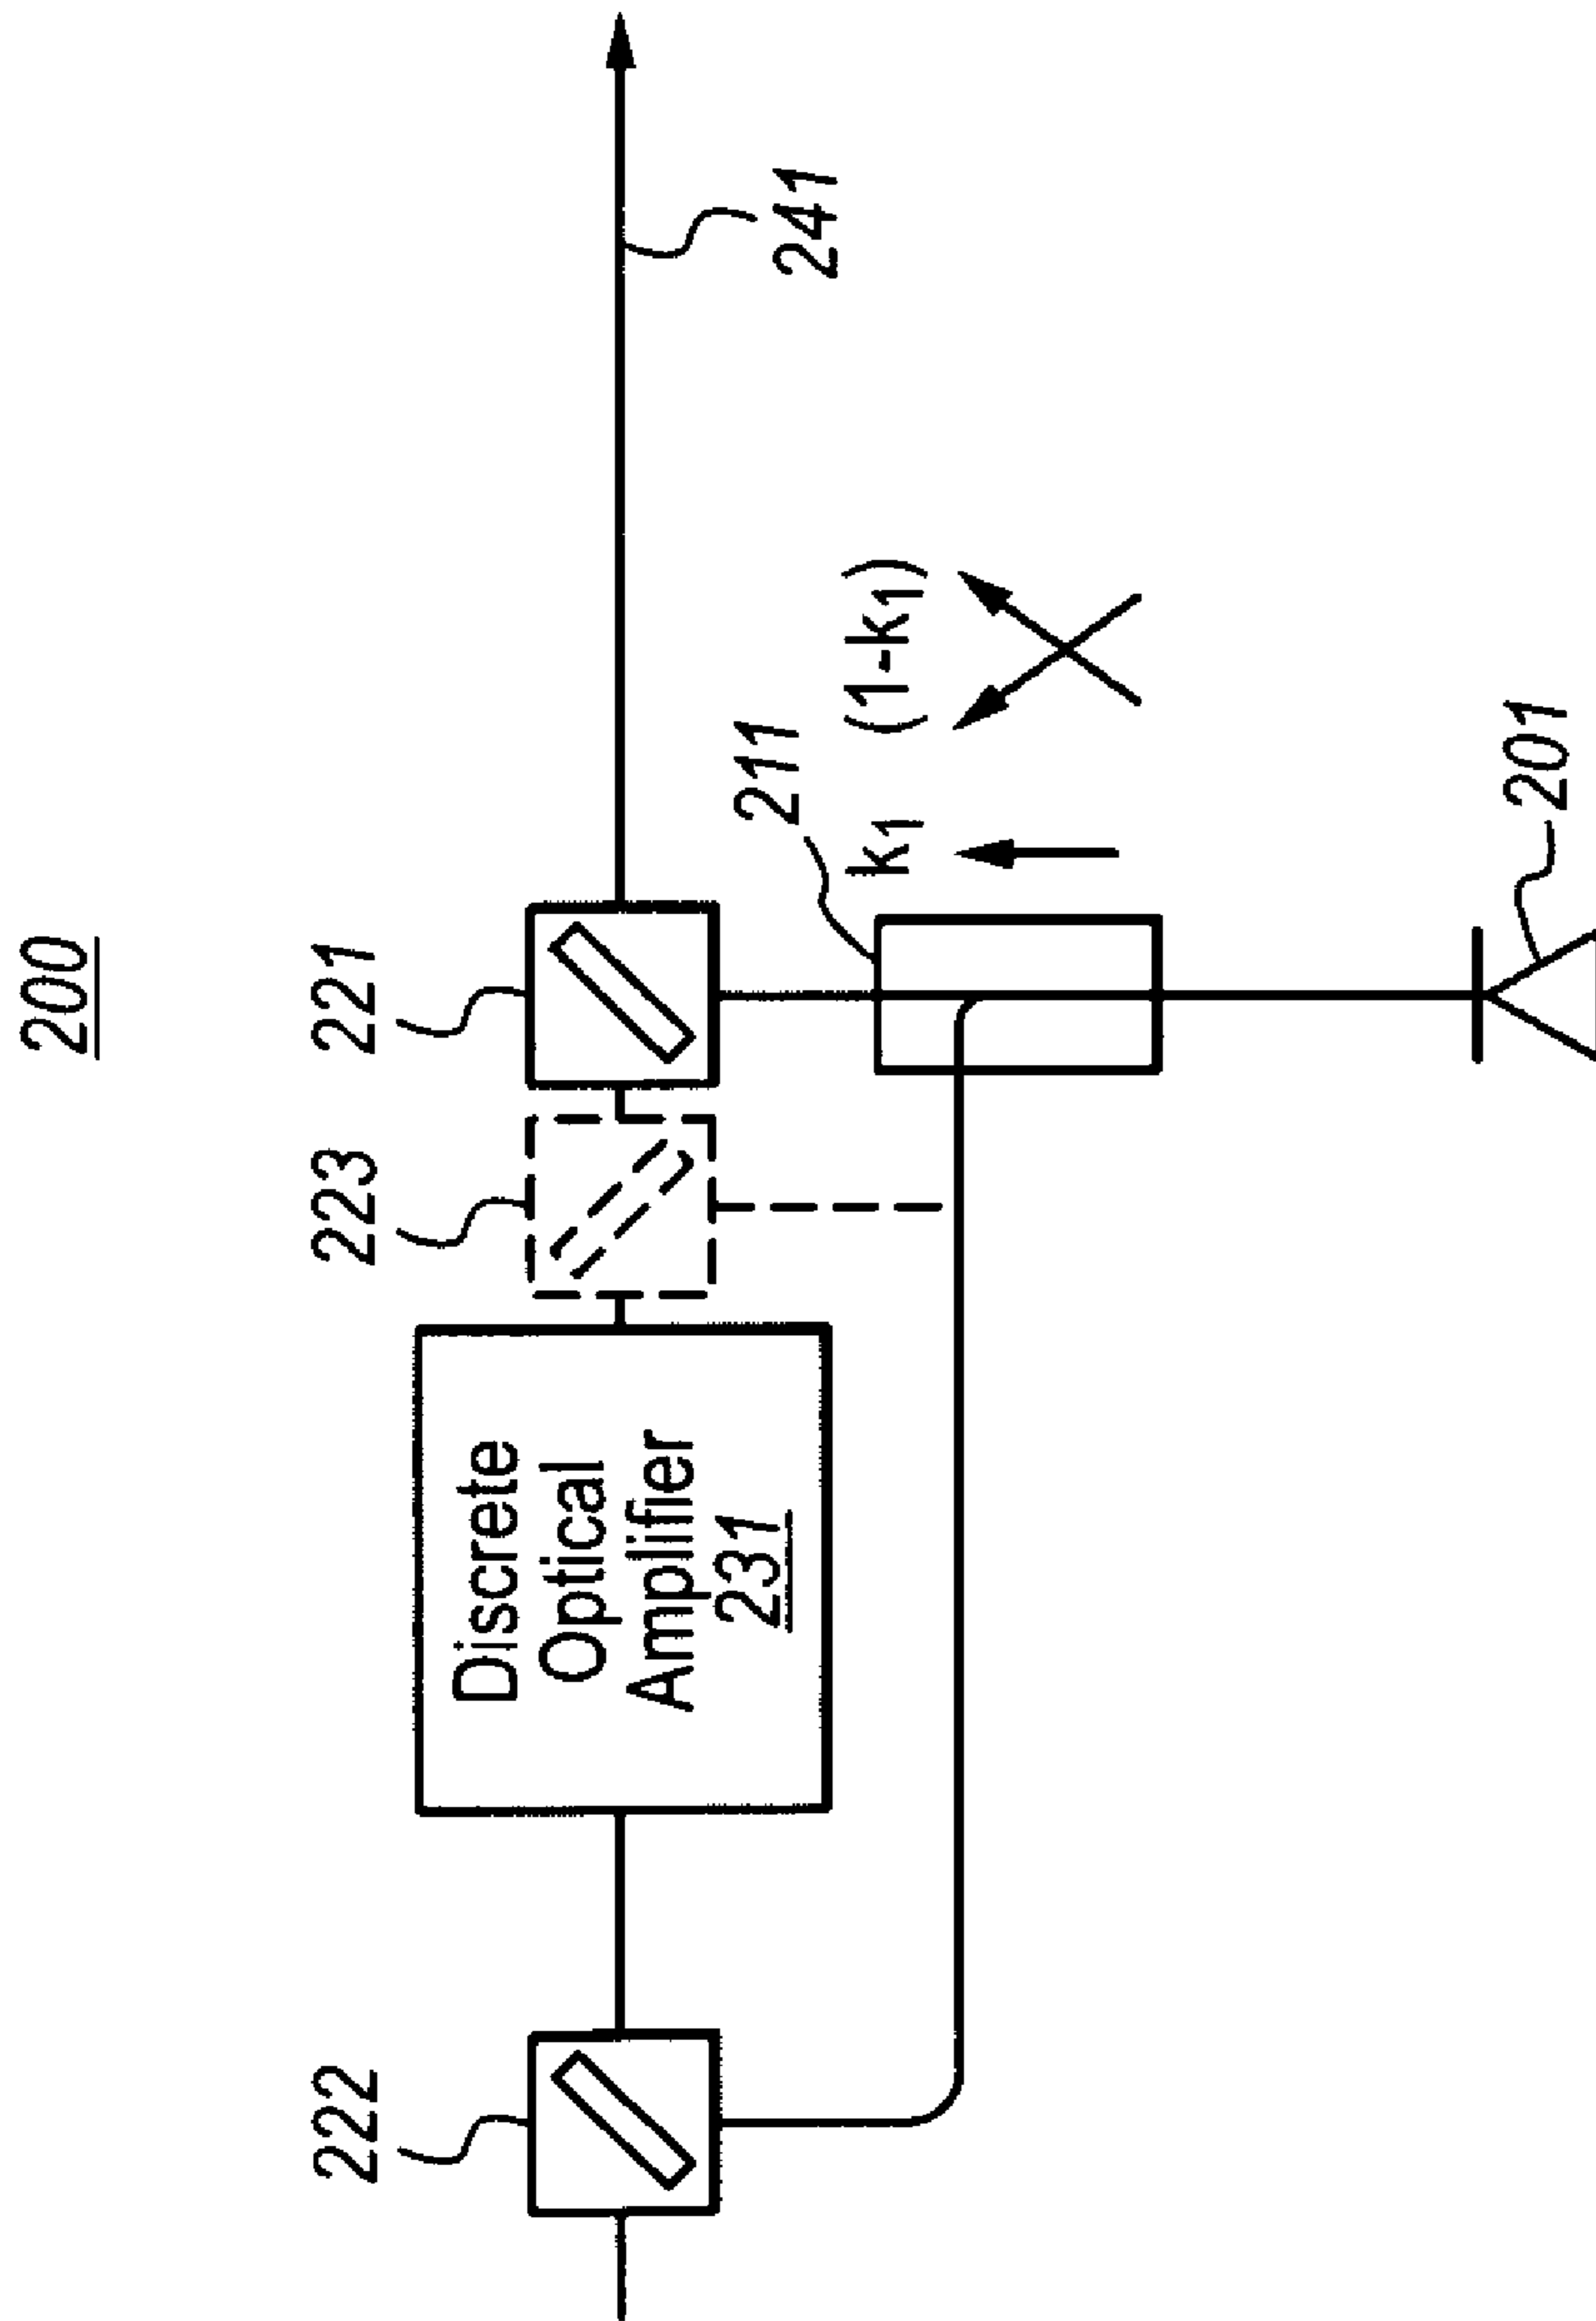 200
222
223
221
Discrete
Optical
Amplifier
231
241
211
k1 (1-k1)
201